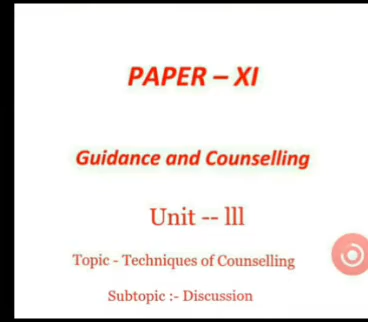 PAPER – XI
Guidance and Counselling
Unit -- lll
Topic - Techniques of Counselling
Subtopic :- Discussion